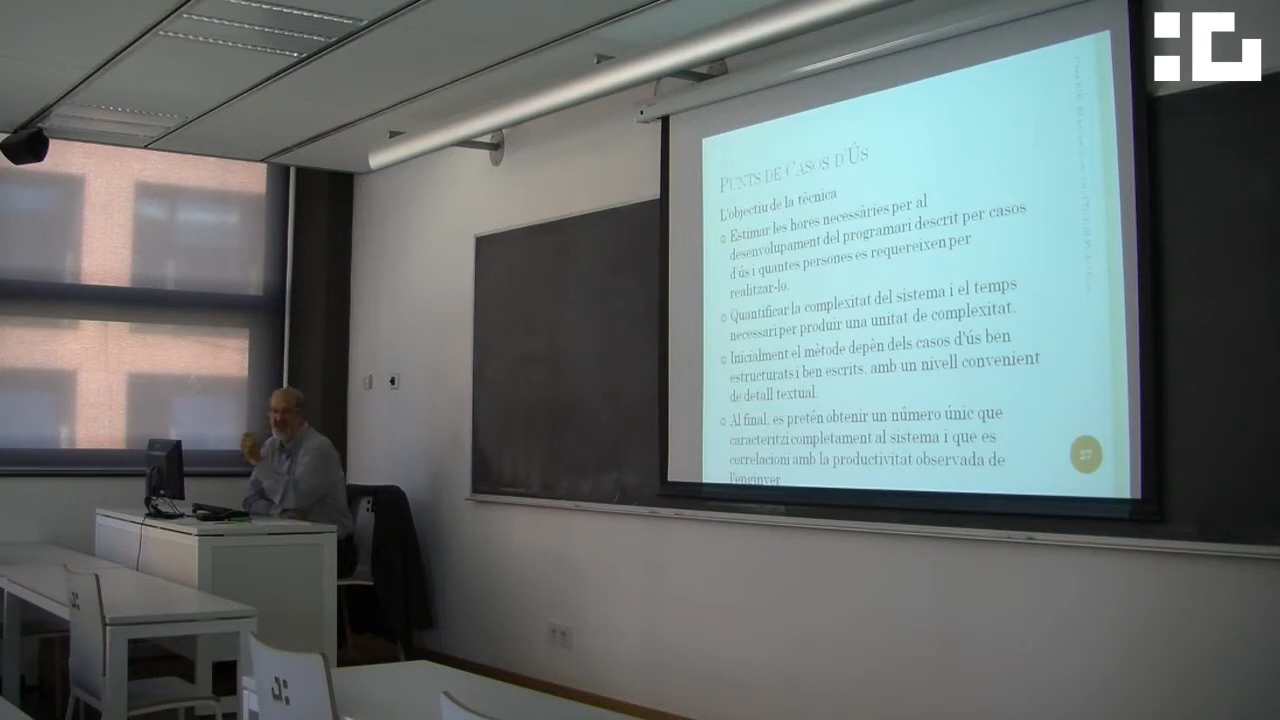 PUNTS DE CASOS D'ÚS
L'objectiu de la tècnica
Estimar les hores necessàries per al
desenvolupament del programari descrit per casos
d'ús i quantes persones es requereixen per
realitzar-lo.
Quantificar la complexitat del sistema i el temps
necessari per produir una unitat de complexitat.
Inicialment el mètode depèn dels casos d'ús ben
estructurats i ben escrits, amb un nivell convenient
de detall textual.
Al final, es pretén obtenir un número únic que
caracteritzi completament al sistema i que es
correlacioni amb la productivitat observada de
l'enginyer
27